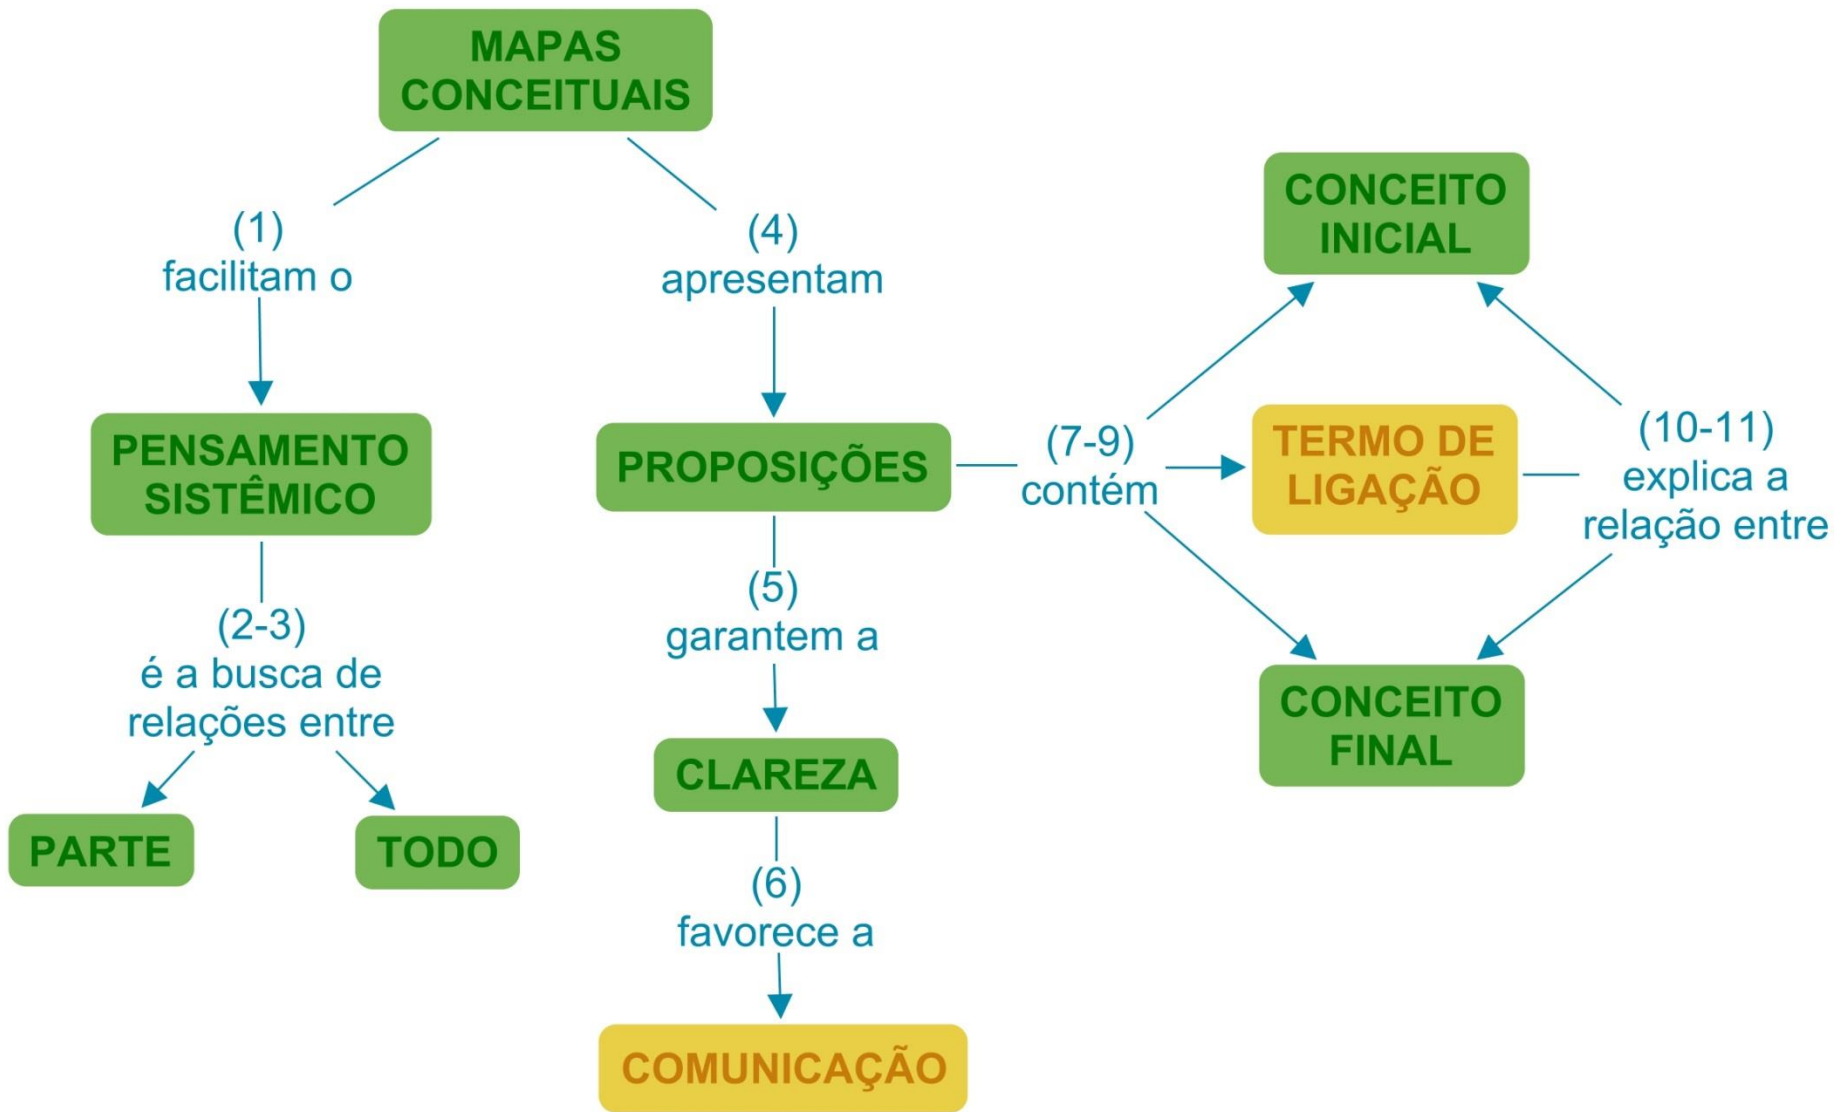 MAPAS
CONCEITUAIS
(1)
facilitam o
PENSAMENTO
SISTÊMICO
(2-3)
é a busca de
relações entre
PARTE
TODO
(4)
apresentam
PROPOSIÇÕES
(5)
garantem a
CLAREZA
(6)
favorece a
COMUNICAÇÃO
(7-9)
contém
CONCEITO
INICIAL
TERMO DE
LIGAÇÃO
CONCEITO
FINAL
(10-11)
explica a
relação entre